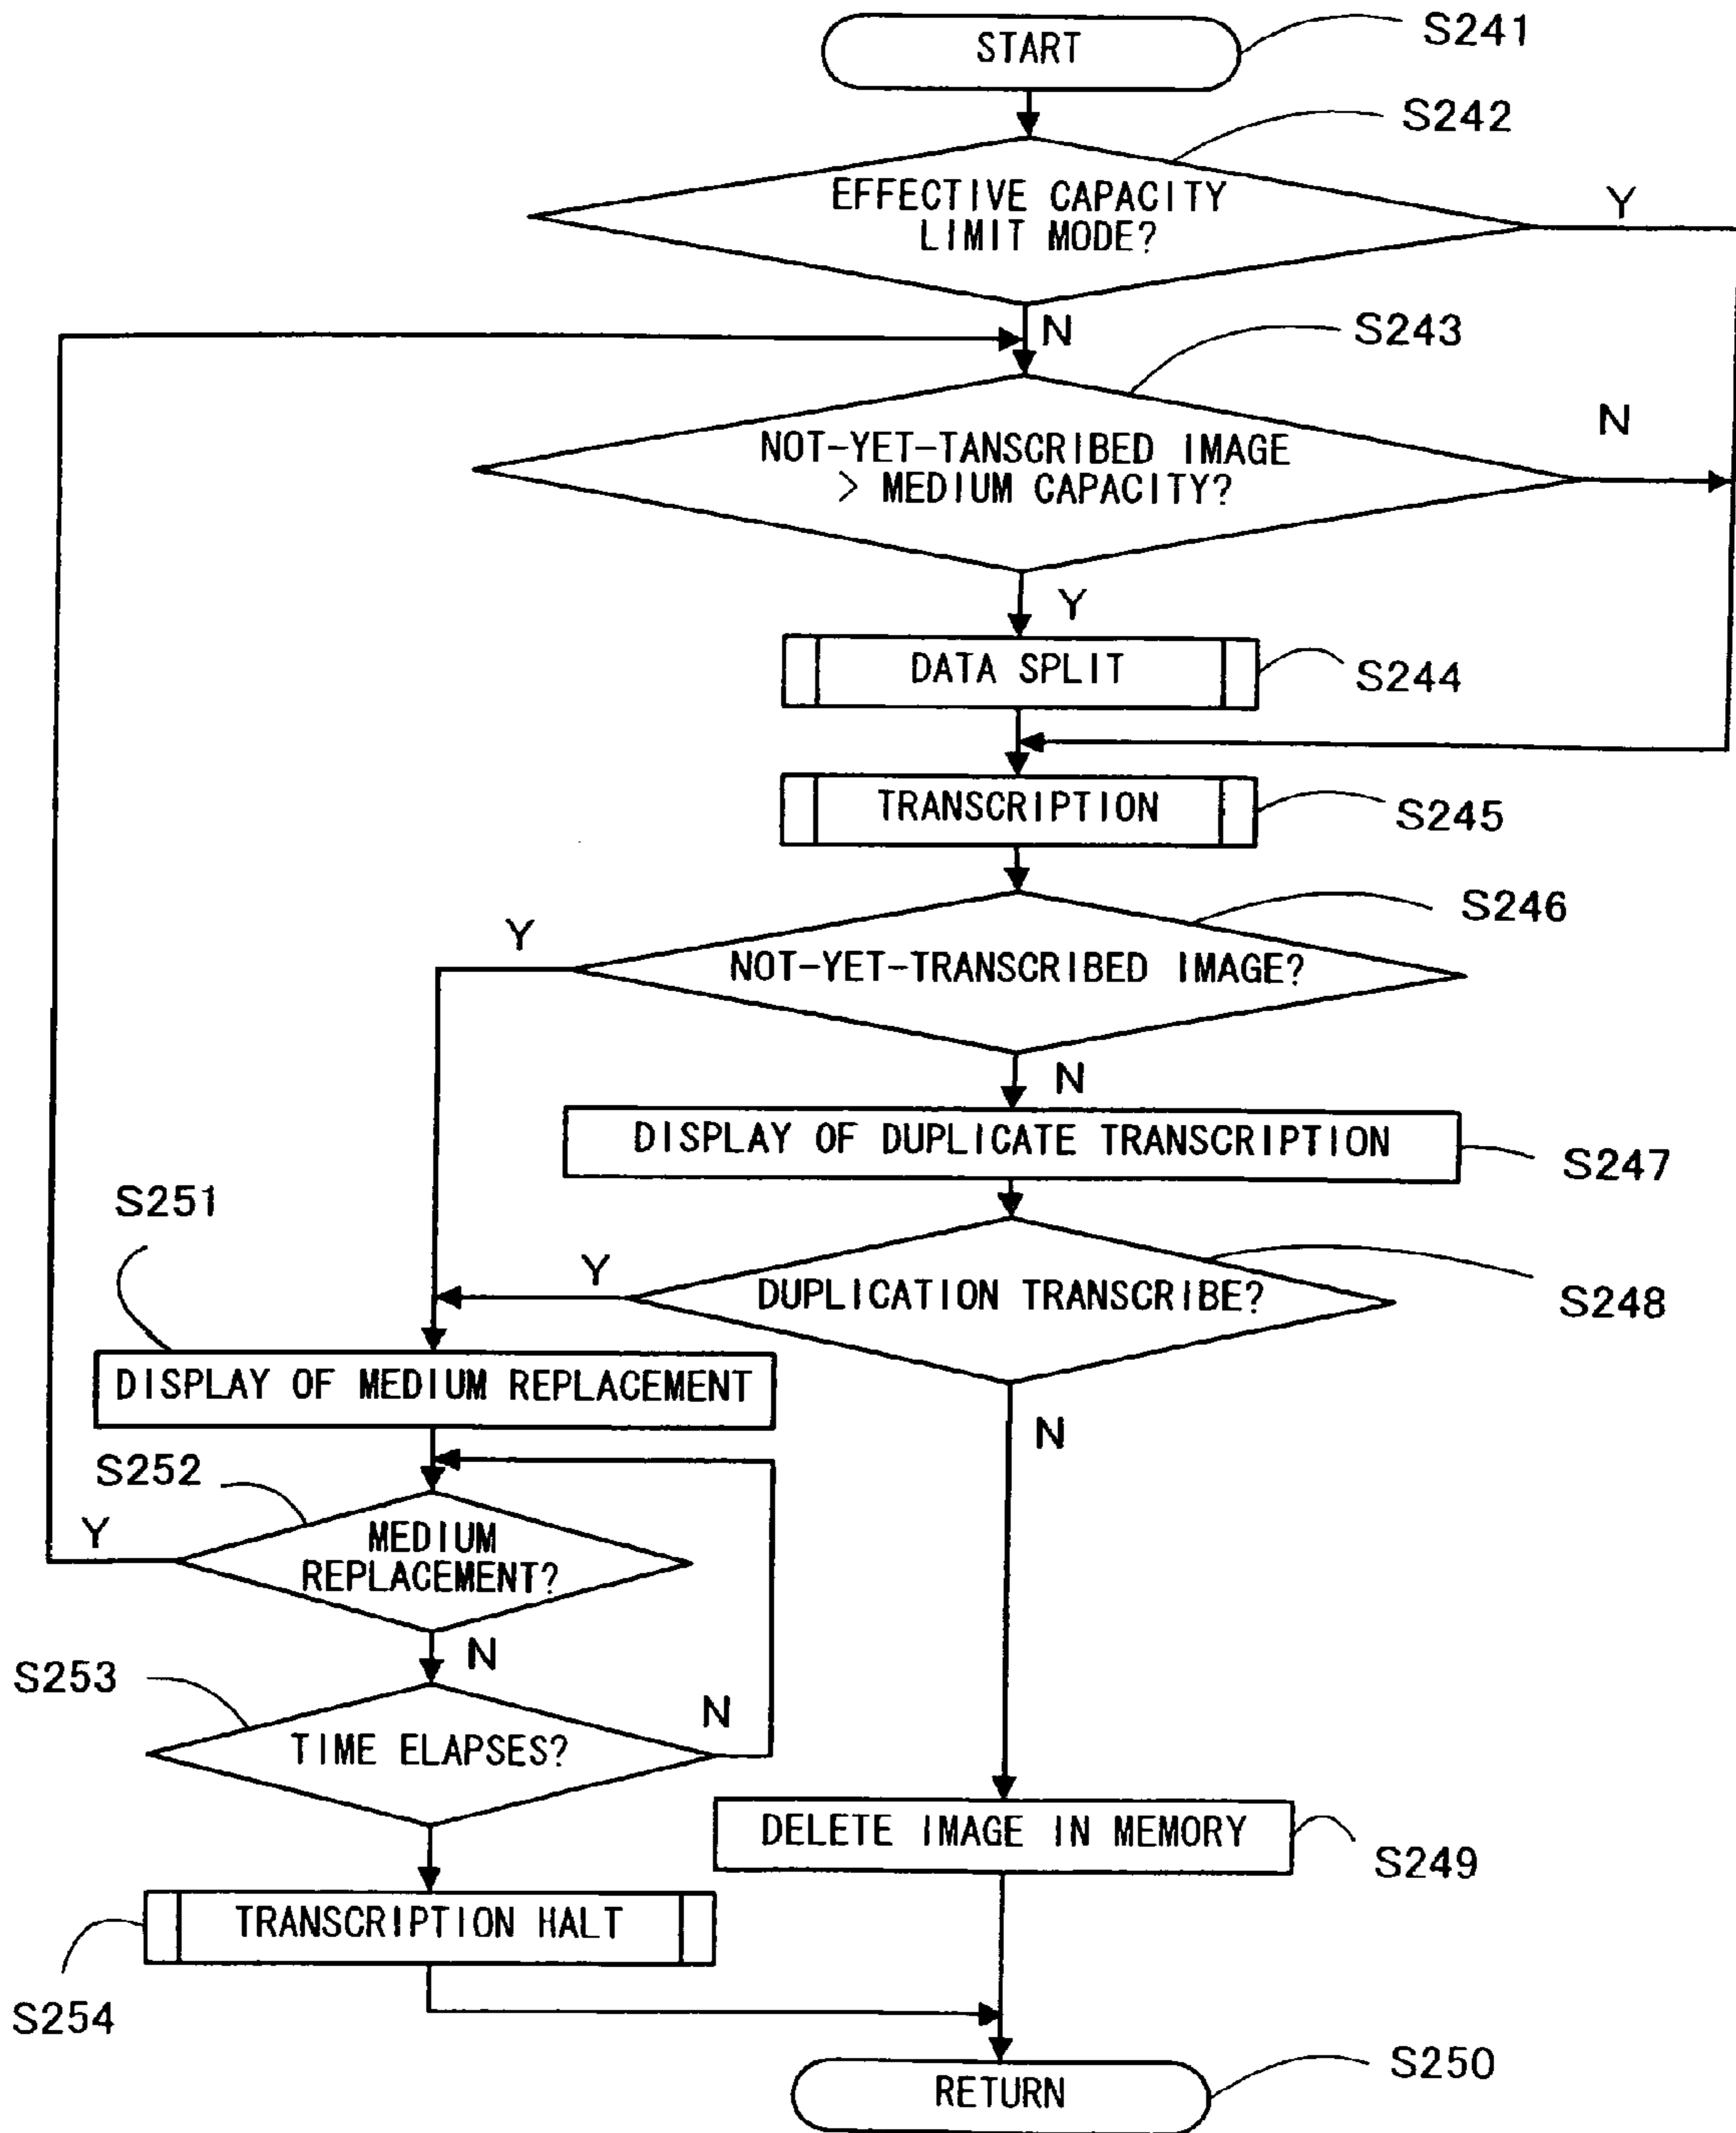 START
S241
S242
EFFECTIVE CAPACITY
LIMIT MODE?
Y
N
S243
NOT-YET-TANSCRIBED IMAGE
> MEDIUM CAPACITY?
N
Y
DATA SPLIT
S244
TRANSCRIPTION
S245
S246
Y
NOT-YET-TRANSCRIBED IMAGE?
N
DISPLAY OF DUPLICATE TRANSCRIPTION
S247
S251
Y
DUPLICATION TRANSCRIBE?
S248
DISPLAY OF MEDIUM REPLACEMENT
N
S252
Y
MEDIUM
REPLACEMENT?
N
S253
N
TIME ELAPSES?
DELETE IMAGE IN MEMORY
S249
TRANSCRIPTION HALT
S254
S250
RETURN